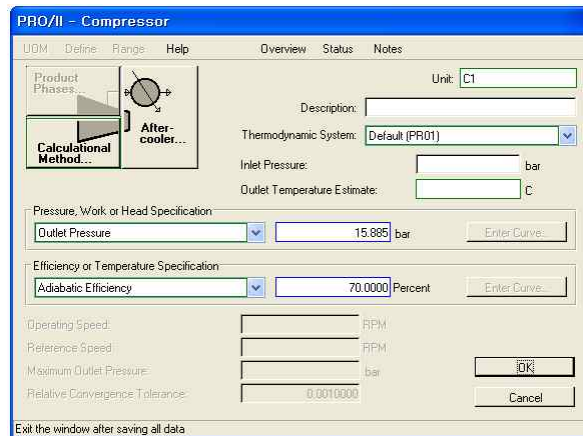 PRO/II - Compressor
UOM Define Range Help Overview Status Notes
Product Phases...
After-cooler...
Calculational Method...
Unit: C1
Description:
Thermodynamic System: Default (PR01)
Inlet Pressure: bar
Outlet Temperature Estimate: C
Pressure, Work or Head Specification
Outlet Pressure 15.885 bar Enter Curve...
Efficiency or Temperature Specification
Adiabatic Efficiency 70.0000 Percent Enter Curve...
Operating Speed: RPM
Reference Speed: RPM
Maximum Outlet Pressure: bar
Relative Convergence Tolerance: 0.0010000
OK
Cancel
Exit the window after saving all data